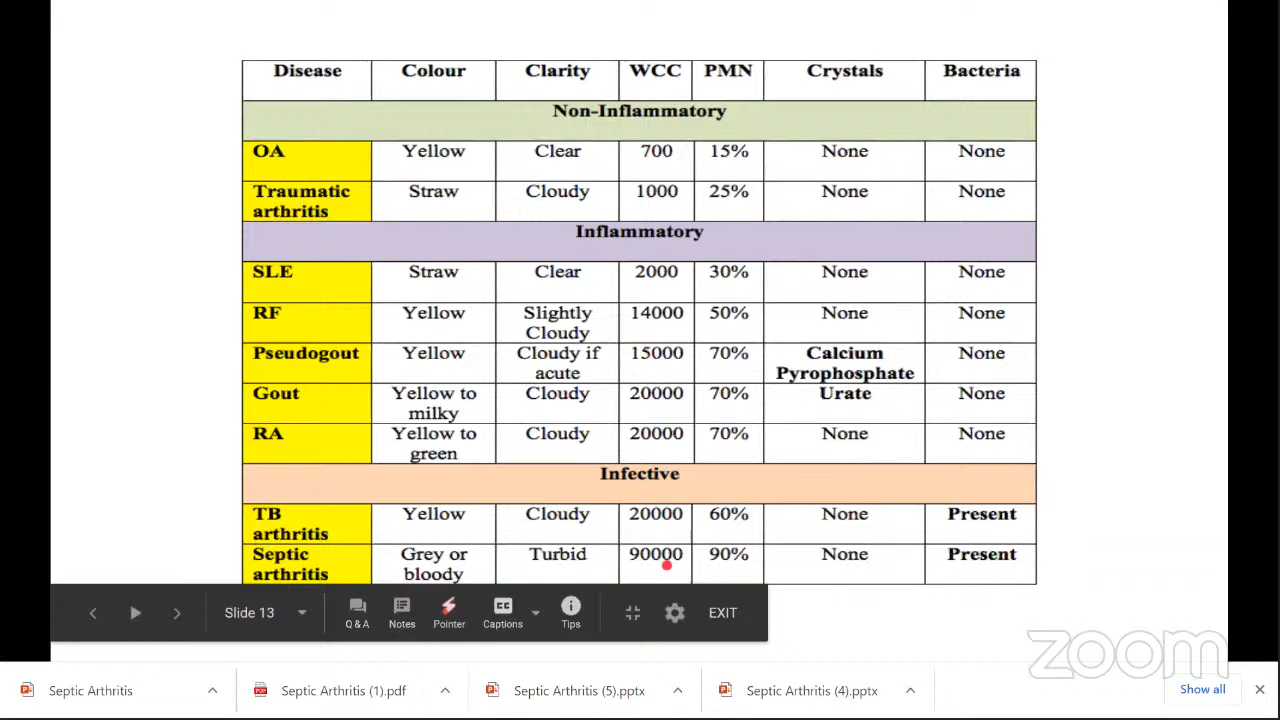 Disease Colour Clarity WCC PMN Crystals Bacteria
Non-Inflammatory
OA Yellow Clear 700 15% None None
Traumatic arthritis Straw Cloudy 1000 25% None None
Inflammatory
SLE Straw Clear 2000 30% None None
RF Yellow Slightly Cloudy 14000 50% None None
Pseudogout Yellow Cloudy if acute 15000 70% Calcium Pyrophosphate None
Gout Yellow to milky Cloudy 20000 70% Urate None
RA Yellow to green Cloudy 20000 70% None None
Infective
TB arthritis Yellow Cloudy 20000 60% None Present
Septic arthritis Grey or bloody Turbid 90000 90% None Present
Slide 13 Q & A Notes Pointer CC Captions Tips EXIT
zoom
Septic Arthritis PDF Septic Arthritis (1).pdf Septic Arthritis (5).pptx Septic Arthritis (4).pptx Show all